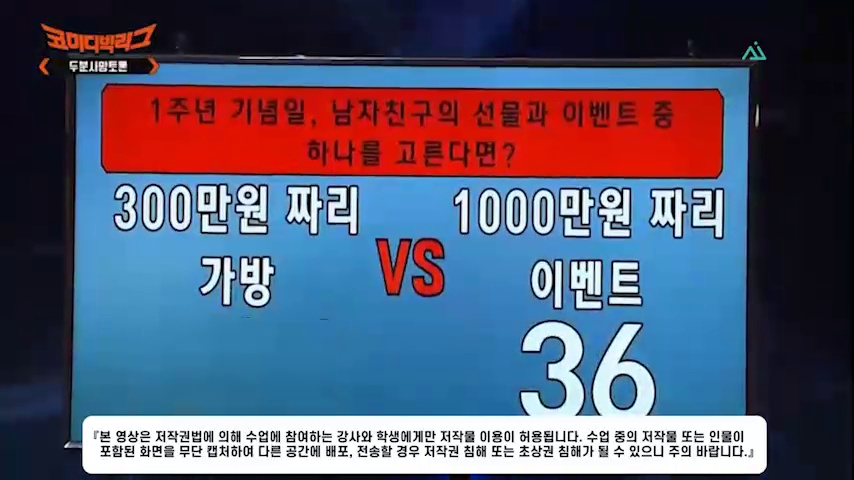 코미디빅리그
두분사망토론
1주년 기념일, 남자친구의 선물과 이벤트 중
하나를 고른다면?
300만원 짜리
가방
VS
1000만원 짜리
이벤트
36
『본 영상은 저작권법에 의해 수업에 참여하는 강사와 학생에게만 저작물 이용이 허용됩니다. 수업 중의 저작물 또는 인물이
포함된 화면을 무단 캡처하여 다른 공간에 배포, 전송할 경우 저작권 침해 또는 초상권 침해가 될 수 있으니 주의 바랍니다.』